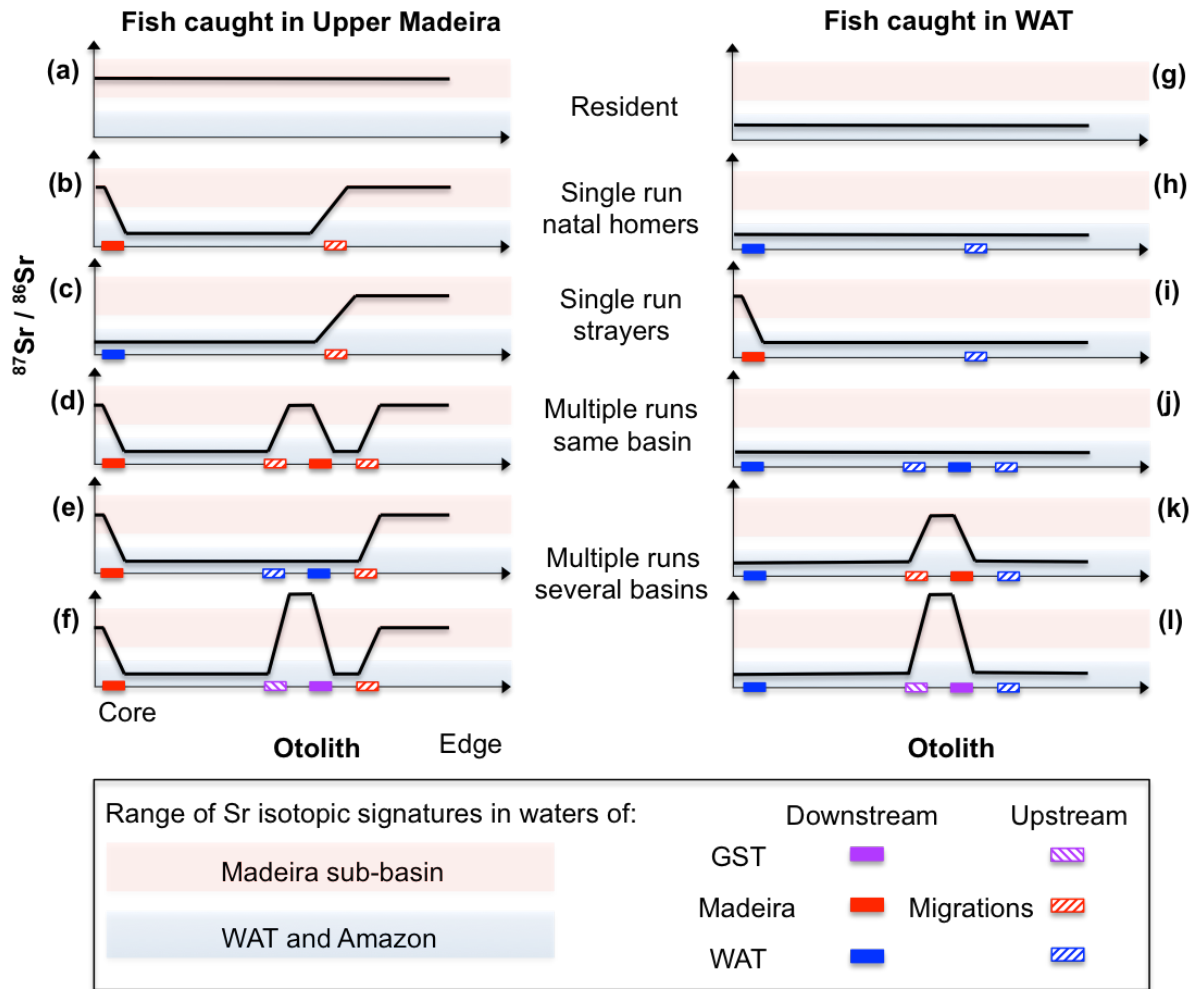 Fish caught in Upper Madeira
Fish caught in WAT
(a)
Resident
(g)
(b)
Single run
natal homers
(h)
(c)
Single run
strayers
(i)
⁸⁷Sr / ⁸⁶Sr
(d)
Multiple runs
same basin
(j)
(e)
Multiple runs
several basins
(k)
(f)
(l)
Core
Otolith
Edge
Otolith
Range of Sr isotopic signatures in waters of:
Madeira sub-basin
WAT and Amazon
Downstream
Upstream
GST
Madeira
Migrations
WAT